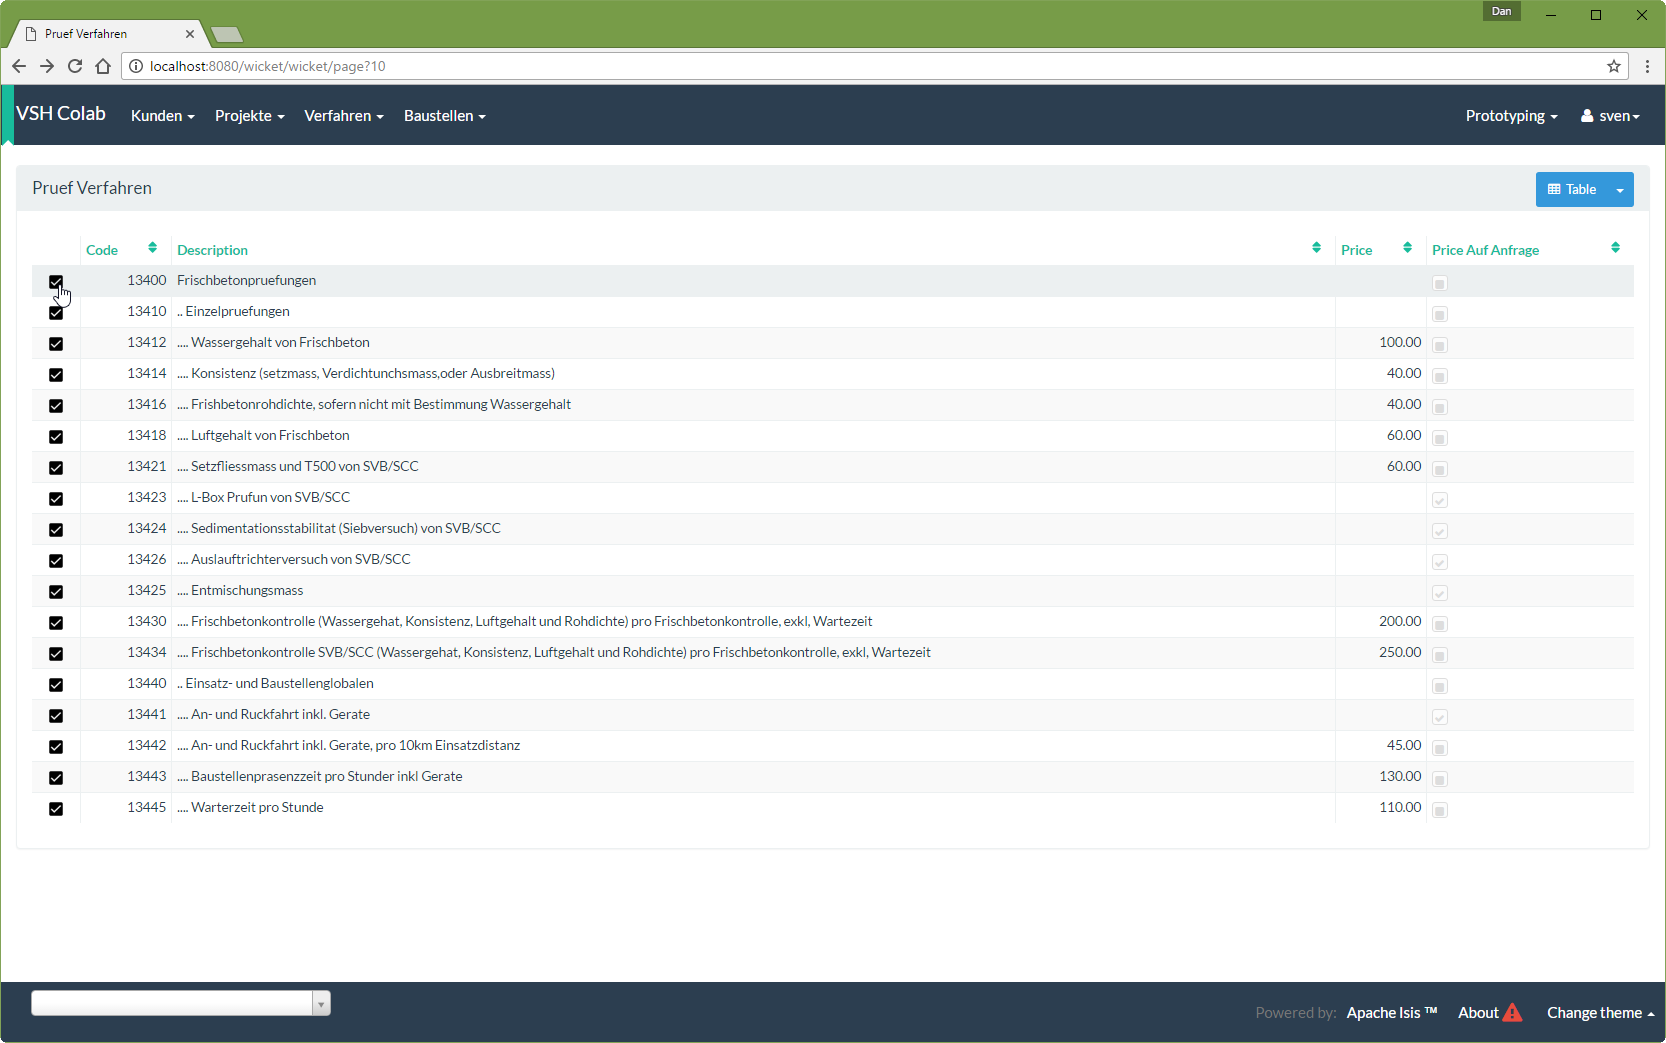 Dan
Pruef Verfahren
localhost:8080/wicket/wicket/page?10
VSH Colab Kunden Projekte Verfahren Baustellen Prototyping sven
Pruef Verfahren Table
Code Description Price Price Auf Anfrage
13400 Frischbetonpruefungen
13410 .. Einzelpruefungen
13412 .... Wassergehalt von Frischbeton 100.00
13414 .... Konsistenz (setzmass, Verdichtunchsmass,oder Ausbreitmass) 40.00
13416 .... Frishbetonrohdichte, sofern nicht mit Bestimmung Wassergehalt 40.00
13418 .... Luftgehalt von Frischbeton 60.00
13421 .... Setzfliessmass und T500 von SVB/SCC 60.00
13423 .... L-Box Prufun von SVB/SCC
13424 .... Sedimentationsstabilitat (Siebversuch) von SVB/SCC
13426 .... Auslauftrichterversuch von SVB/SCC
13425 .... Entmischungsmass
13430 .... Frischbetonkontrolle (Wassergehat, Konsistenz, Luftgehalt und Rohdichte) pro Frischbetonkontrolle, exkl, Wartezeit 200.00
13434 .... Frischbetonkontrolle SVB/SCC (Wassergehat, Konsistenz, Luftgehalt und Rohdichte) pro Frischbetonkontrolle, exkl, Wartezeit 250.00
13440 .. Einsatz- und Baustellenglobalen
13441 .... An- und Ruckfahrt inkl. Gerate
13442 .... An- und Ruckfahrt inkl. Gerate, pro 10km Einsatzdistanz 45.00
13443 .... Baustellenprasenzzeit pro Stunder inkl Gerate 130.00
13445 .... Warterzeit pro Stunde 110.00
Powered by: Apache Isis ™ About Change theme